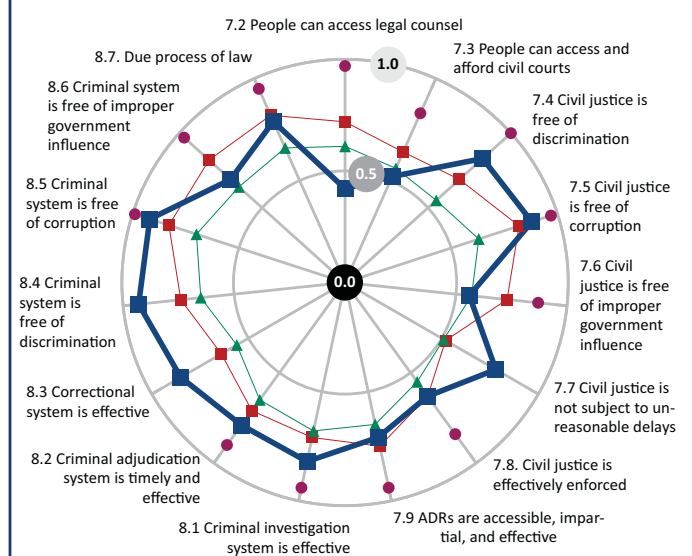 7.2 People can access legal counsel
7.3 People can access and
afford civil courts
7.4 Civil justice is
free of
discrimination
7.5 Civil justice
is free of
corruption
7.6 Civil
justice is free
of improper
government
influence
7.7 Civil justice is
not subject to un-
reasonable delays
7.8. Civil justice is
effectively enforced
7.9 ADRs are accessible, impar-
tial, and effective
8.1 Criminal investigation
system is effective
8.2 Criminal adjudication
system is timely and
effective
8.3 Correctional
system is effective
8.4 Criminal
system is
free of
discrimination
8.5 Criminal
system is free
of corruption
8.6 Criminal system
is free of improper
government
influence
8.7. Due process of law
1.0
0.5
0.0